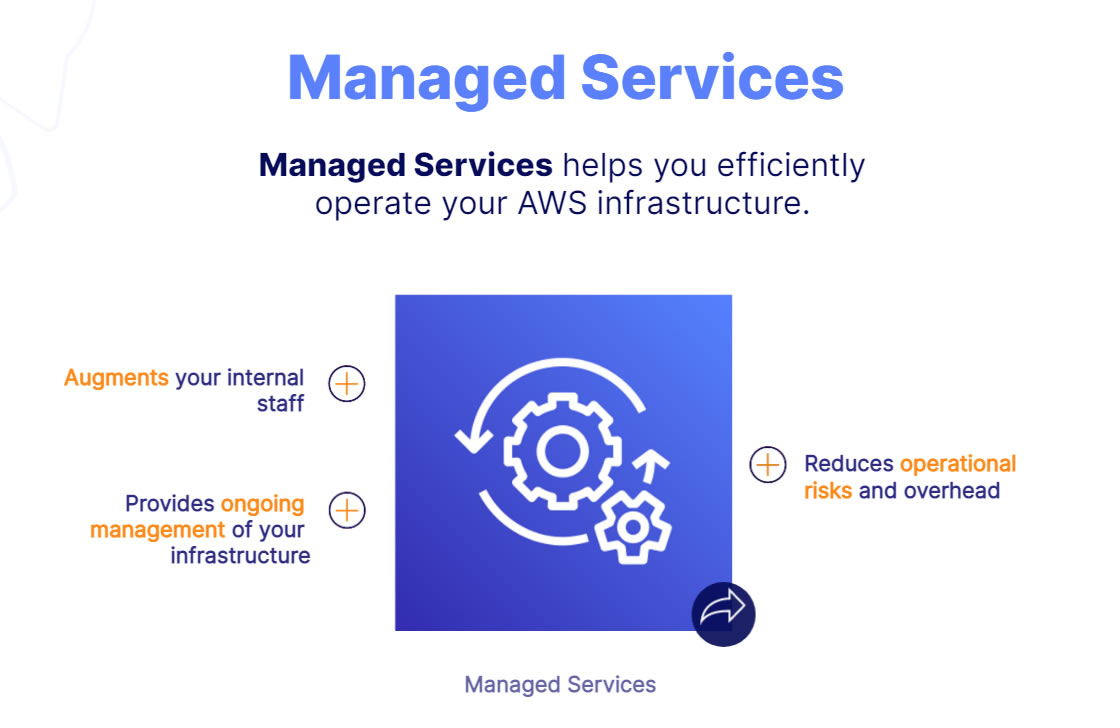 Managed Services
Managed Services helps you efficiently
operate your AWS infrastructure.
Augments your internal
staff
Provides ongoing
management of your
infrastructure
Reduces operational
risks and overhead
Managed Services